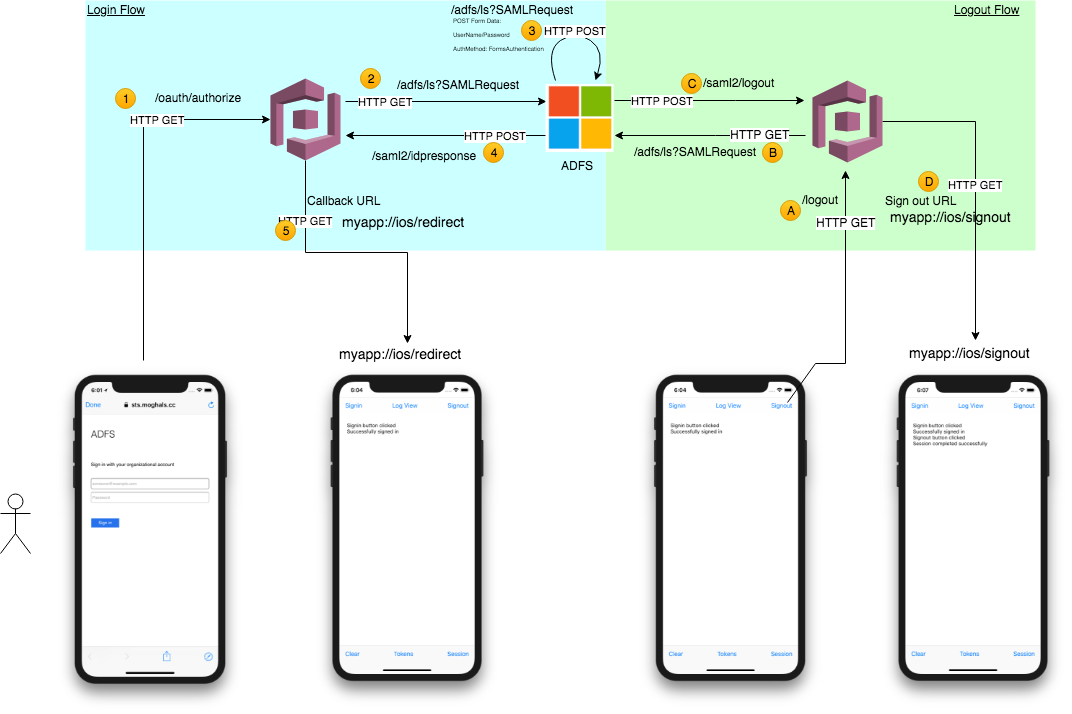 Login Flow
/adfs/ls?SAMLRequest
POST Form Data:
UserName/Password
AuthMethod: FormsAuthentication
3
HTTP POST
Logout Flow
1
/oauth/authorize
HTTP GET
2
/adfs/ls?SAMLRequest
HTTP GET
HTTP POST
/saml2/idpresponse
4
ADFS
C
/saml2/logout
HTTP POST
HTTP GET
/adfs/ls?SAMLRequest
B
Callback URL
HTTP GET
5
myapp://ios/redirect
A
/logout
HTTP GET
D
HTTP GET
Sign out URL
myapp://ios/signout
myapp://ios/redirect
myapp://ios/signout
6:01
Done
sts.moghals.cc
ADFS
Sign in with your organizational account
someone@example.com
Password
Sign in
6:04
Signin
Log View
Signout
Signin button clicked
Successfully signed in
Clear
Tokens
Session
6:04
Signin
Log View
Signout
Signin button clicked
Successfully signed in
Clear
Tokens
Session
6:07
Signin
Log View
Signout
Signin button clicked
Successfully signed in
Signout button clicked
Session completed successfully
Clear
Tokens
Session